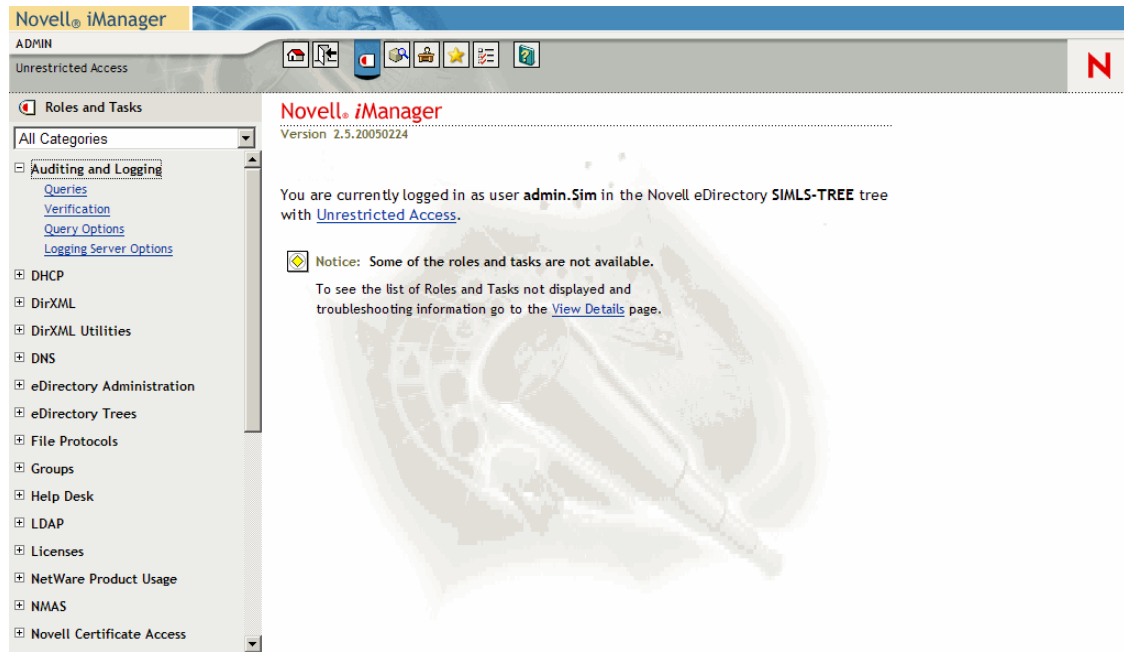 Novell® iManager
ADMIN
Unrestricted Access
Roles and Tasks
All Categories
Auditing and Logging
Queries
Verification
Query Options
Logging Server Options
DHCP
DirXML
DirXML Utilities
DNS
eDirectory Administration
eDirectory Trees
File Protocols
Groups
Help Desk
LDAP
Licenses
NetWare Product Usage
NMAS
Novell Certificate Access
N
Novell® iManager
Version 2.5.20050224
You are currently logged in as user admin.Sim in the Novell eDirectory SIMLS-TREE tree
with Unrestricted Access.
Notice: Some of the roles and tasks are not available.
To see the list of Roles and Tasks not displayed and
troubleshooting information go to the View Details page.